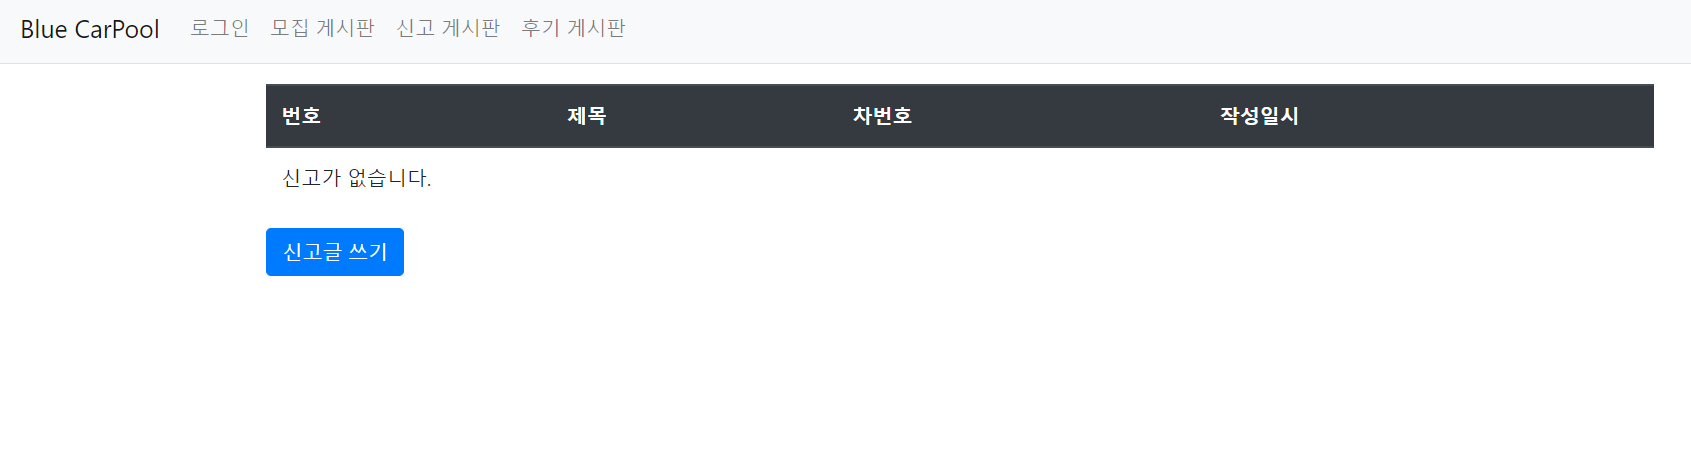 Blue CarPool 로그인 모집 게시판 신고 게시판 후기 게시판
번호 제목 차번호 작성일시
신고가 없습니다.
신고글 쓰기